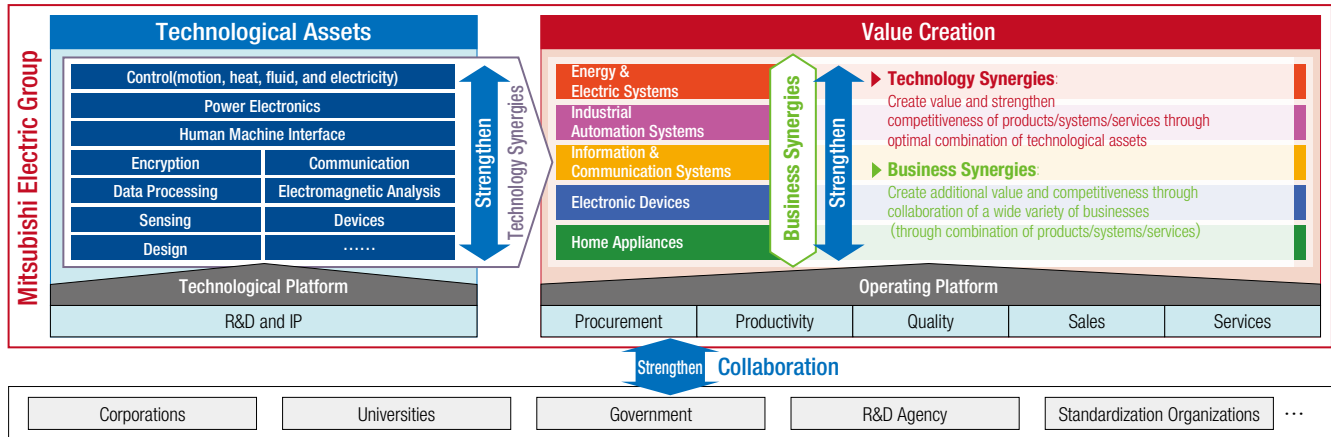 Mitsubishi Electric Group
Technological Assets
Control(motion, heat, fluid, and electricity)
Power Electronics
Human Machine Interface
Encryption
Communication
Data Processing
Electromagnetic Analysis
Sensing
Devices
Design
······
Strengthen
Technology Synergies
Technological Platform
R&D and IP
Value Creation
Energy &
Electric Systems
Industrial
Automation Systems
Information &
Communication Systems
Electronic Devices
Home Appliances
Business Synergies
Strengthen
Technology Synergies:
Create value and strengthen
competitiveness of products/systems/services through
optimal combination of technological assets
Business Synergies:
Create additional value and competitiveness through
collaboration of a wide variety of businesses
(through combination of products/systems/services)
Operating Platform
Procurement
Productivity
Quality
Sales
Services
Strengthen
Collaboration
Corporations
Universities
Government
R&D Agency
Standardization Organizations
···